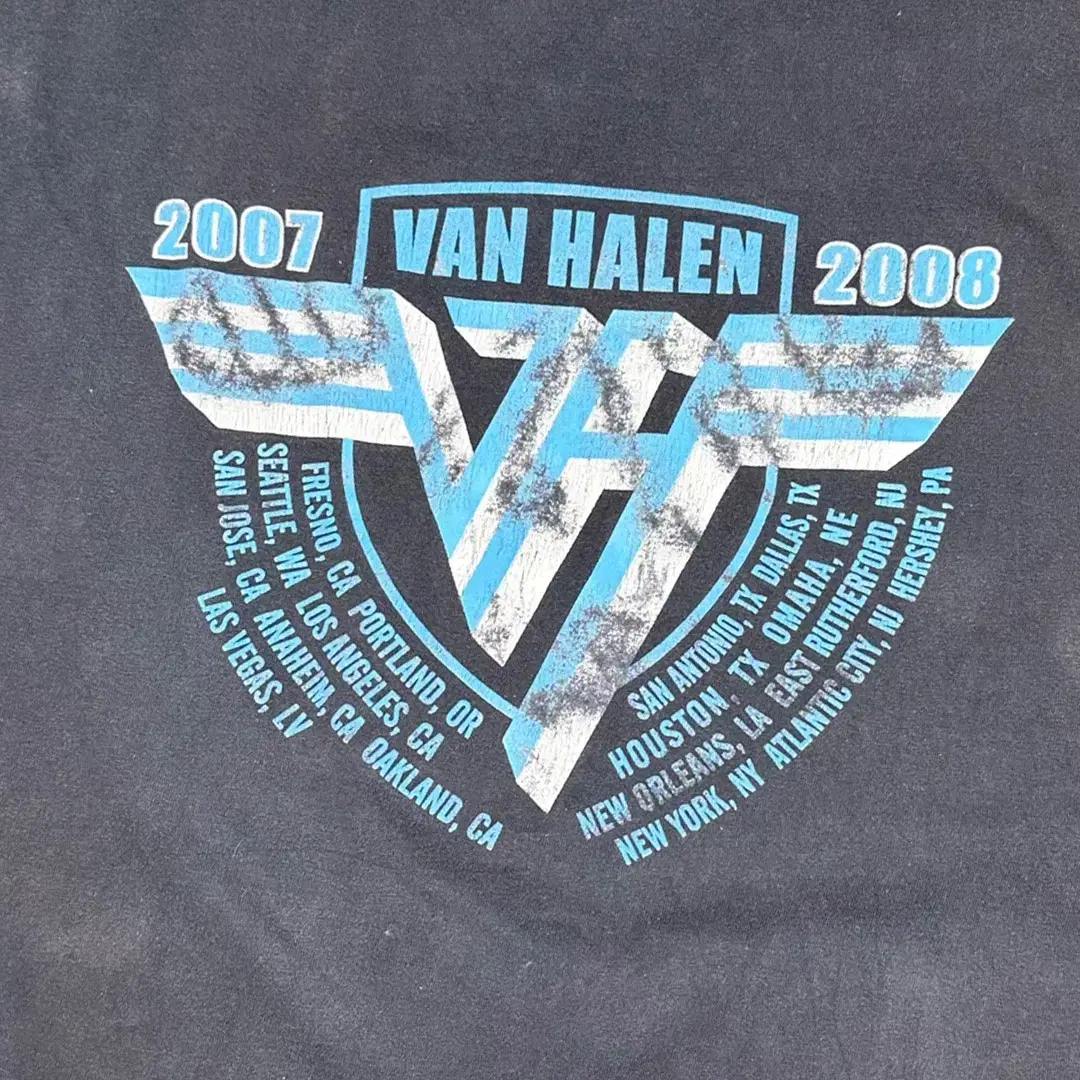 2007
VAN HALEN
2008
VH
FRESNO, CA PORTLAND, OR
SEATTLE, WA LOS ANGELES, CA
SAN JOSE, CA ANAHEIM, CA OAKLAND, CA
LAS VEGAS, LV
SAN ANTONIO, TX DALLAS, TX
HOUSTON, TX OMAHA, NE
NEW ORLEANS, LA EAST RUTHERFORD, NJ
NEW YORK, NY ATLANTIC CITY, NJ HERSHEY, PA